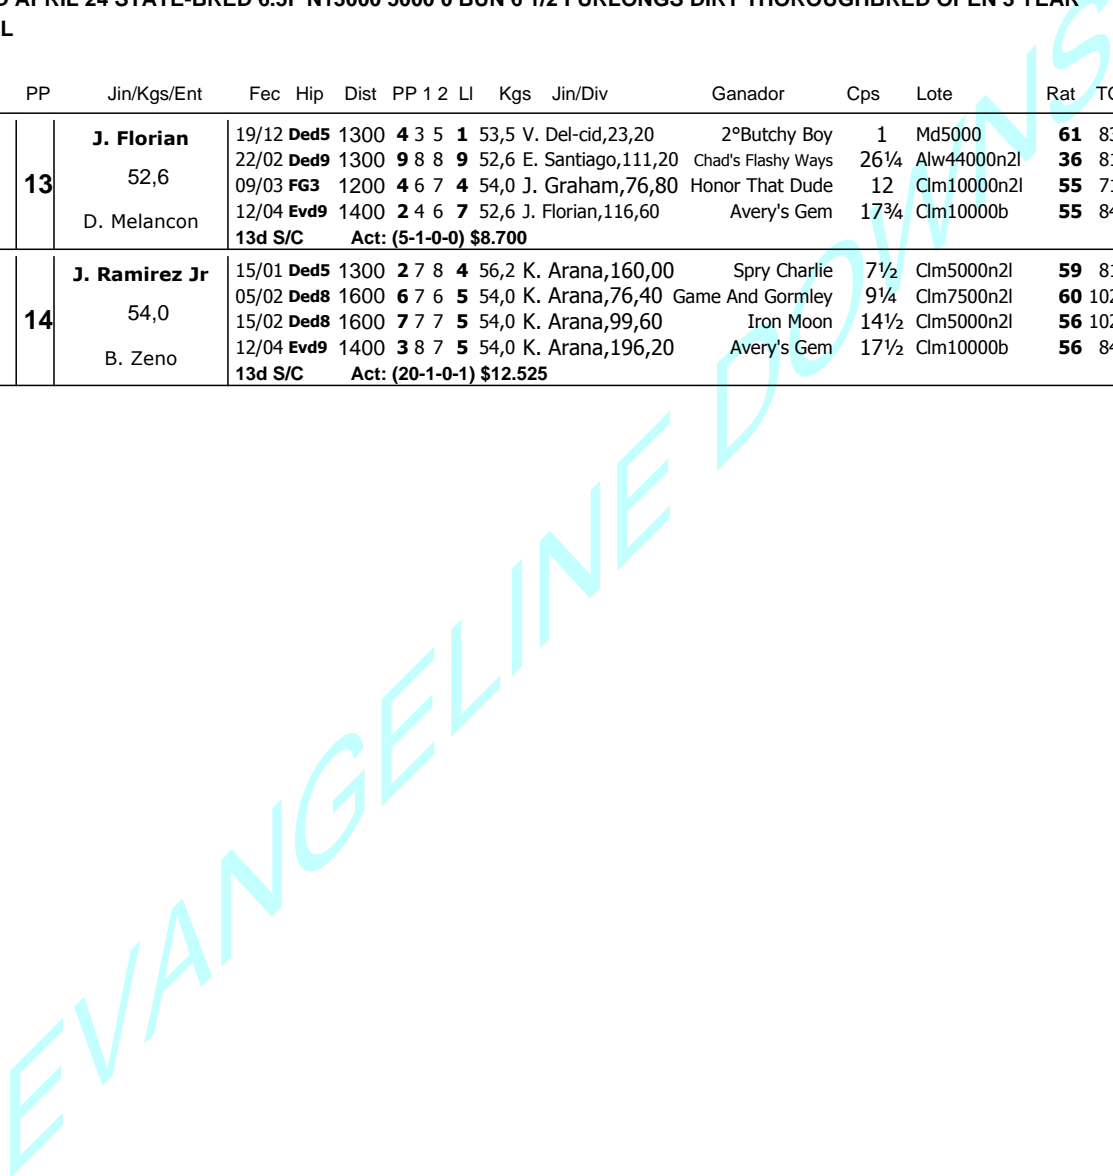 APRIL 24 STATE-BRED 6.5F N15000 5000 0 BUN 6 1/2 FURLONGS DIRT THOROUGHBRED OPEN 3 YEAR
L
PP Jin/Kgs/Ent Fec Hip Dist PP 1 2 Ll Kgs Jin/Div Ganador Cps Lote Rat
13 J. Florian 52,6 D. Melancon
19/12 Ded5 1300 4 3 5 1 53,5 V. Del-cid,23,20 2°Butchy Boy 1 Md5000 61
22/02 Ded9 1300 9 8 8 9 52,6 E. Santiago,111,20 Chad's Flashy Ways 26¼ Alw44000n2l 36
09/03 FG3 1200 4 6 7 4 54,0 J. Graham,76,80 Honor That Dude 12 Clm10000n2l 55
12/04 Evd9 1400 2 4 6 7 52,6 J. Florian,116,60 Avery's Gem 17¾ Clm10000b 55
13d S/C Act: (5-1-0-0) $8.700
14 J. Ramirez Jr 54,0 B. Zeno
15/01 Ded5 1300 2 7 8 4 56,2 K. Arana,160,00 Spry Charlie 7½ Clm5000n2l 59
05/02 Ded8 1600 6 7 6 5 54,0 K. Arana,76,40 Game And Gormley 9¼ Clm7500n2l 60
15/02 Ded8 1600 7 7 7 5 54,0 K. Arana,99,60 Iron Moon 14½ Clm5000n2l 56
12/04 Evd9 1400 3 8 7 5 54,0 K. Arana,196,20 Avery's Gem 17½ Clm10000b 56
13d S/C Act: (20-1-0-1) $12.525
EVANGELINE DOWNS